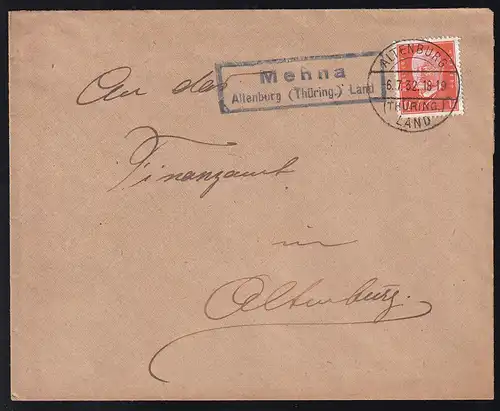 Mehna
Altenburg (Thüring.) Land
ALTENBURG
6.7.32.18-19
(THÜRING.)
LAND
An das
Finanzamt
in
Altenburg.